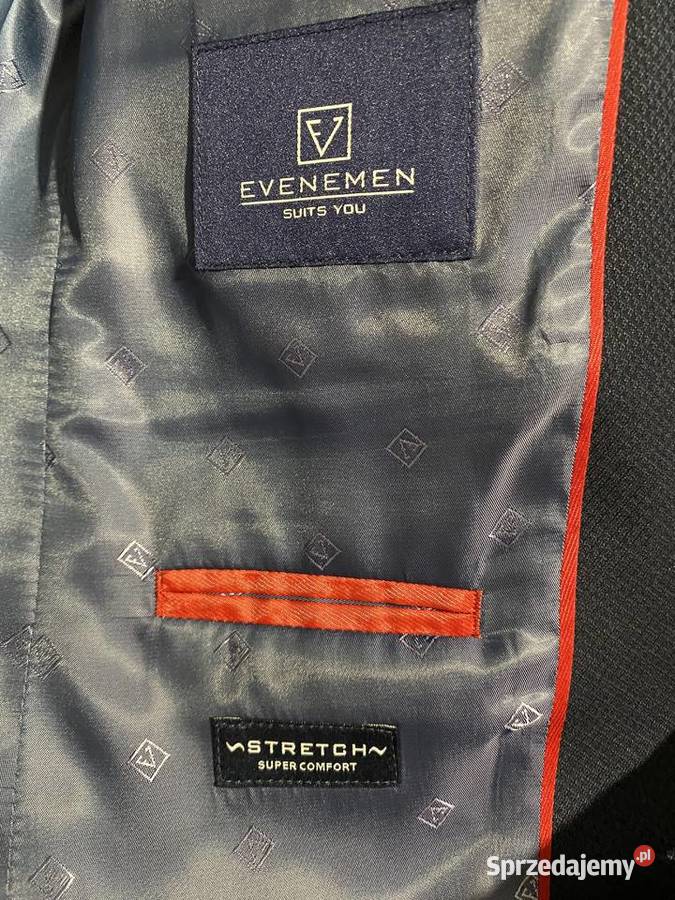 EVENEMEN
SUITS YOU
~STRETCH~
SUPER COMFORT
Sprzedajemy.pl